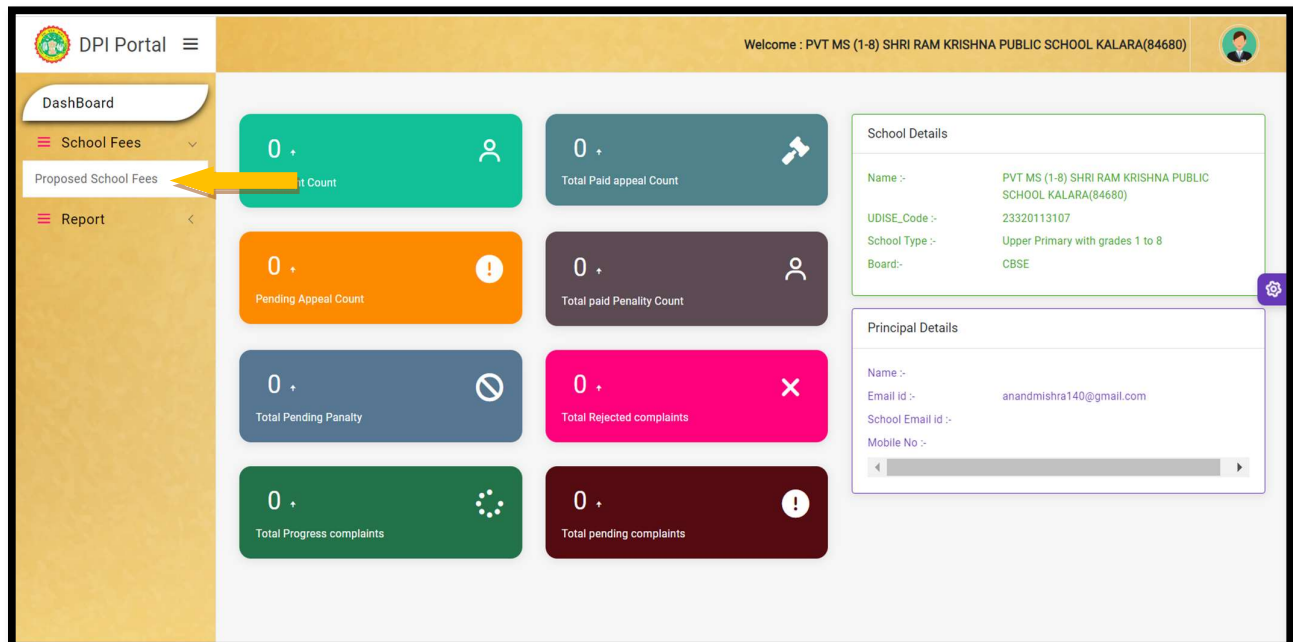 DPI Portal
Welcome : PVT MS (1-8) SHRI RAM KRISHNA PUBLIC SCHOOL KALARA(84680)
DashBoard
School Fees
Proposed School Fees
Report
0
Count
0
Total Paid appeal Count
0
Pending Appeal Count
0
Total paid Penality Count
0
Total Pending Panalty
0
Total Rejected complaints
0
Total Progress complaints
0
Total pending complaints
School Details
Name :- PVT MS (1-8) SHRI RAM KRISHNA PUBLIC
SCHOOL KALARA(84680)
UDISE_Code :- 23320113107
School Type :- Upper Primary with grades 1 to 8
Board:- CBSE
Principal Details
Name :-
Email id :- anandmishra140@gmail.com
School Email id :-
Mobile No :-